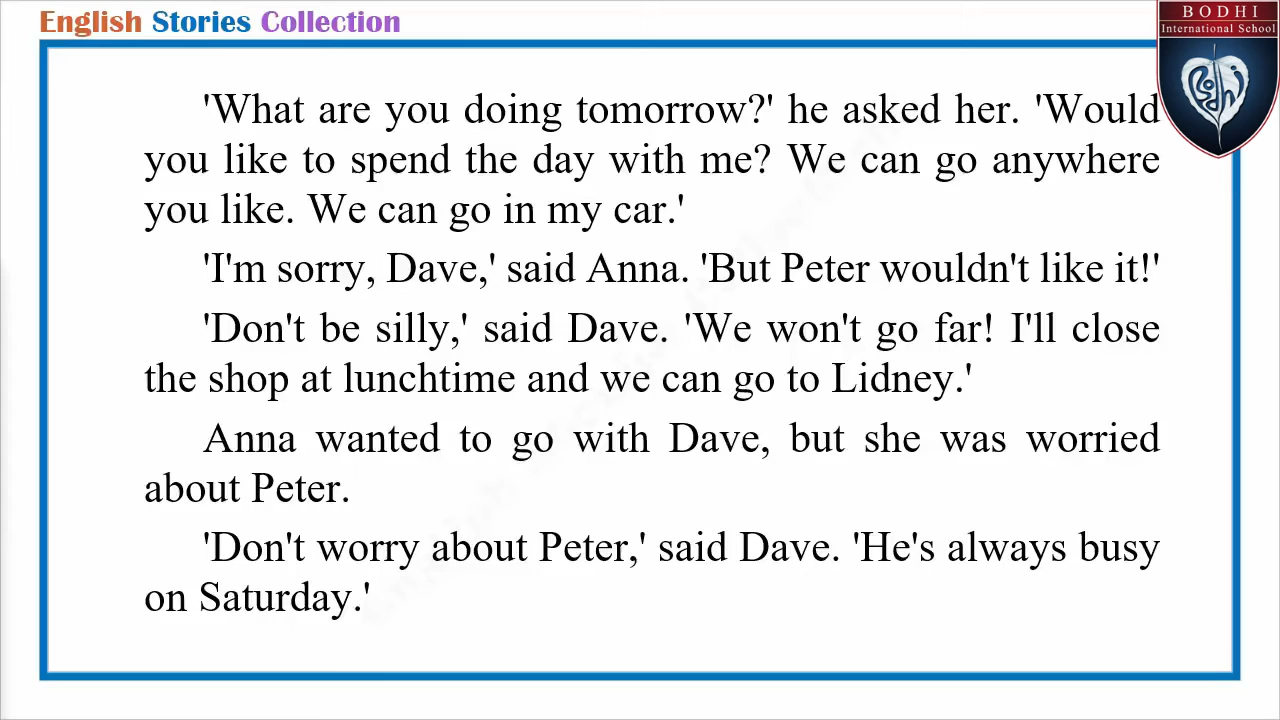 English Stories Collection
BODHI
International School
'What are you doing tomorrow?' he asked her. 'Would
you like to spend the day with me? We can go anywhere
you like. We can go in my car.'
'I'm sorry, Dave,' said Anna. 'But Peter wouldn't like it!'
'Don't be silly,' said Dave. 'We won't go far! I'll close
the shop at lunchtime and we can go to Lidney.'
Anna wanted to go with Dave, but she was worried
about Peter.
'Don't worry about Peter,' said Dave. 'He's always busy
on Saturday.'